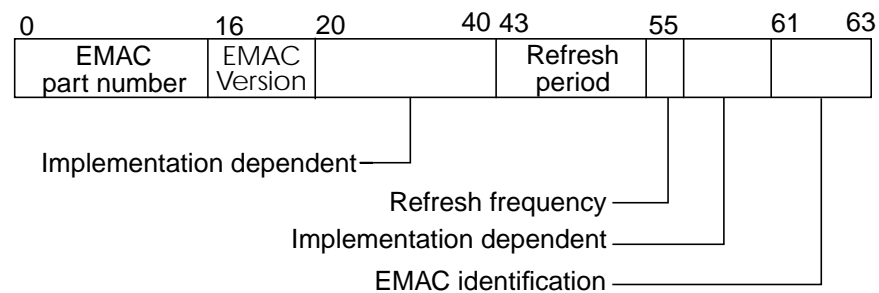 0 16 20 40 43 55 61 63
EMAC part number
EMAC Version
Refresh period
Implementation dependent
Refresh frequency
Implementation dependent
EMAC identification